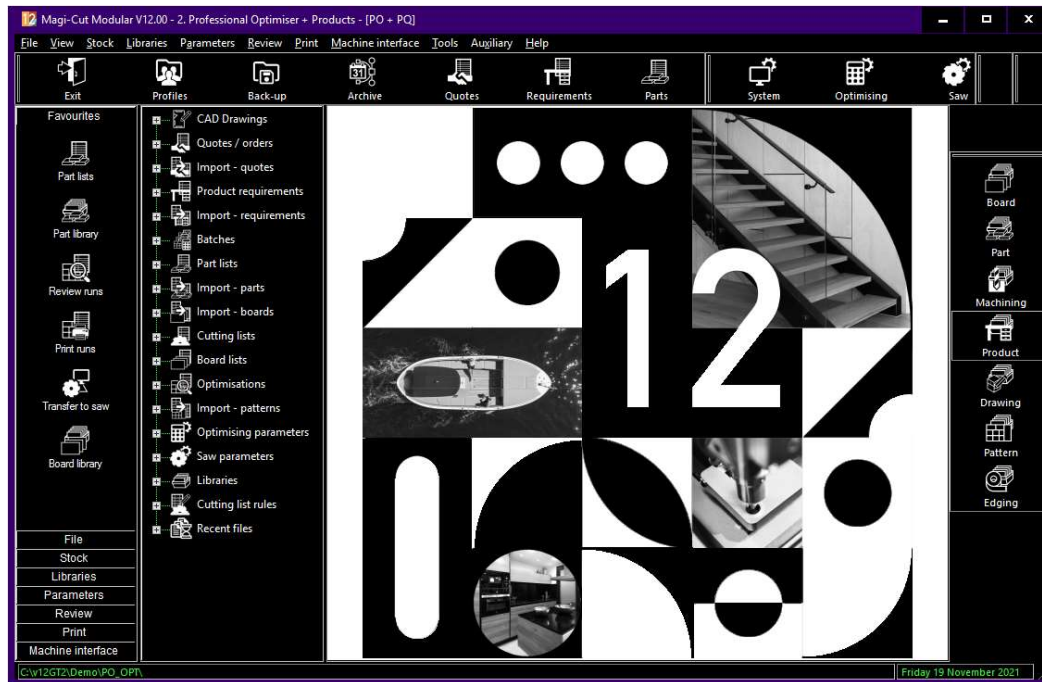 Magi-Cut Modular V12.00 - 2. Professional Optimiser + Products - [PO + PQ]
File View Stock Libraries Parameters Review Print Machine interface Tools Auxiliary Help
Exit Profiles Back-up Archive Quotes Requirements Parts System Optimising Saw
31
Favourites
Part lists
Part library
Review runs
Print runs
Transfer to saw
Board library
File
Stock
Libraries
Parameters
Review
Print
Machine interface
CAD Drawings
Quotes / orders
Import - quotes
Product requirements
Import - requirements
Batches
Part lists
Import - parts
Import - boards
Cutting lists
Board lists
Optimisations
Import - patterns
Optimising parameters
Saw parameters
Libraries
Cutting list rules
Recent files
12
Board
Part
Machining
Product
Drawing
Pattern
Edging
C:\v12GT2\Demo\PO_OPT\
Friday 19 November 2021